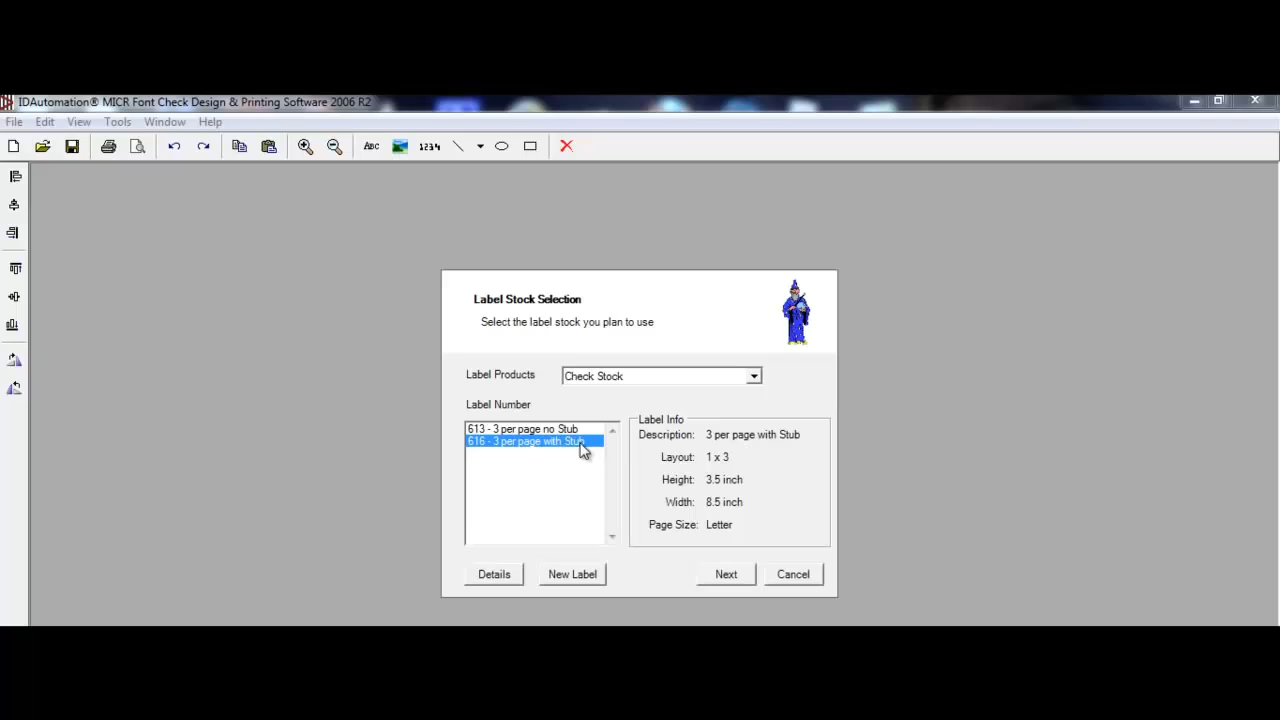 IDAutomation® MICR Font Check Design & Printing Software 2006 R2
File Edit View Tools Window Help
ABC 1234
Label Stock Selection
Select the label stock you plan to use
Label Products Check Stock
Label Number
613 - 3 per page no Stub
616 - 3 per page with Stub
Label Info
Description: 3 per page with Stub
Layout: 1 x 3
Height: 3.5 inch
Width: 8.5 inch
Page Size: Letter
Details New Label Next Cancel